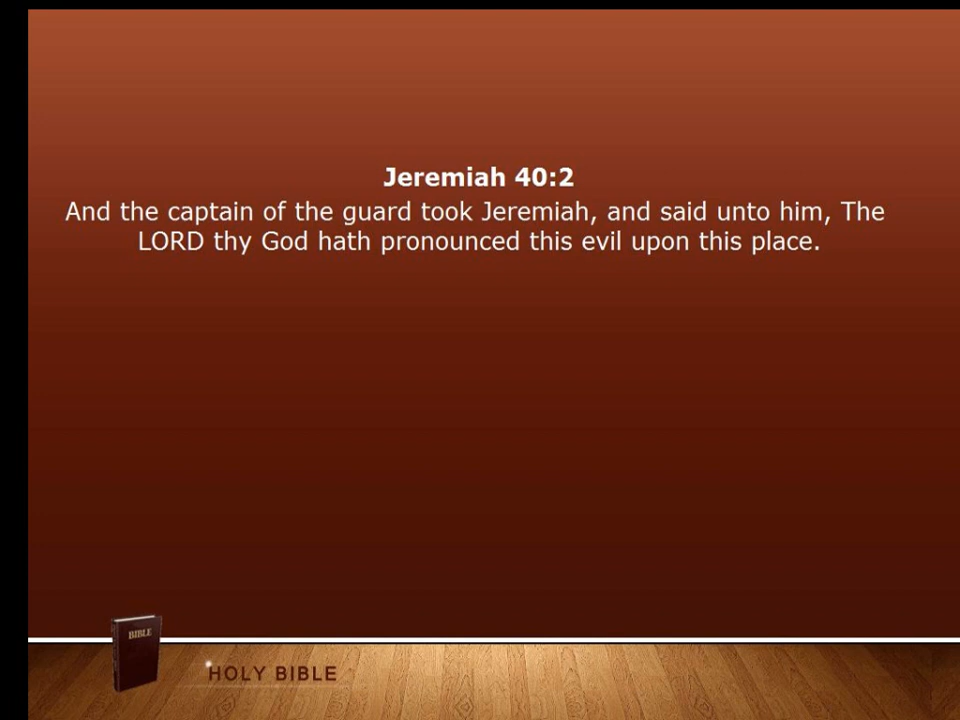 Jeremiah 40:2
And the captain of the guard took Jeremiah, and said unto him, The
LORD thy God hath pronounced this evil upon this place.
BIBLE
HOLY BIBLE